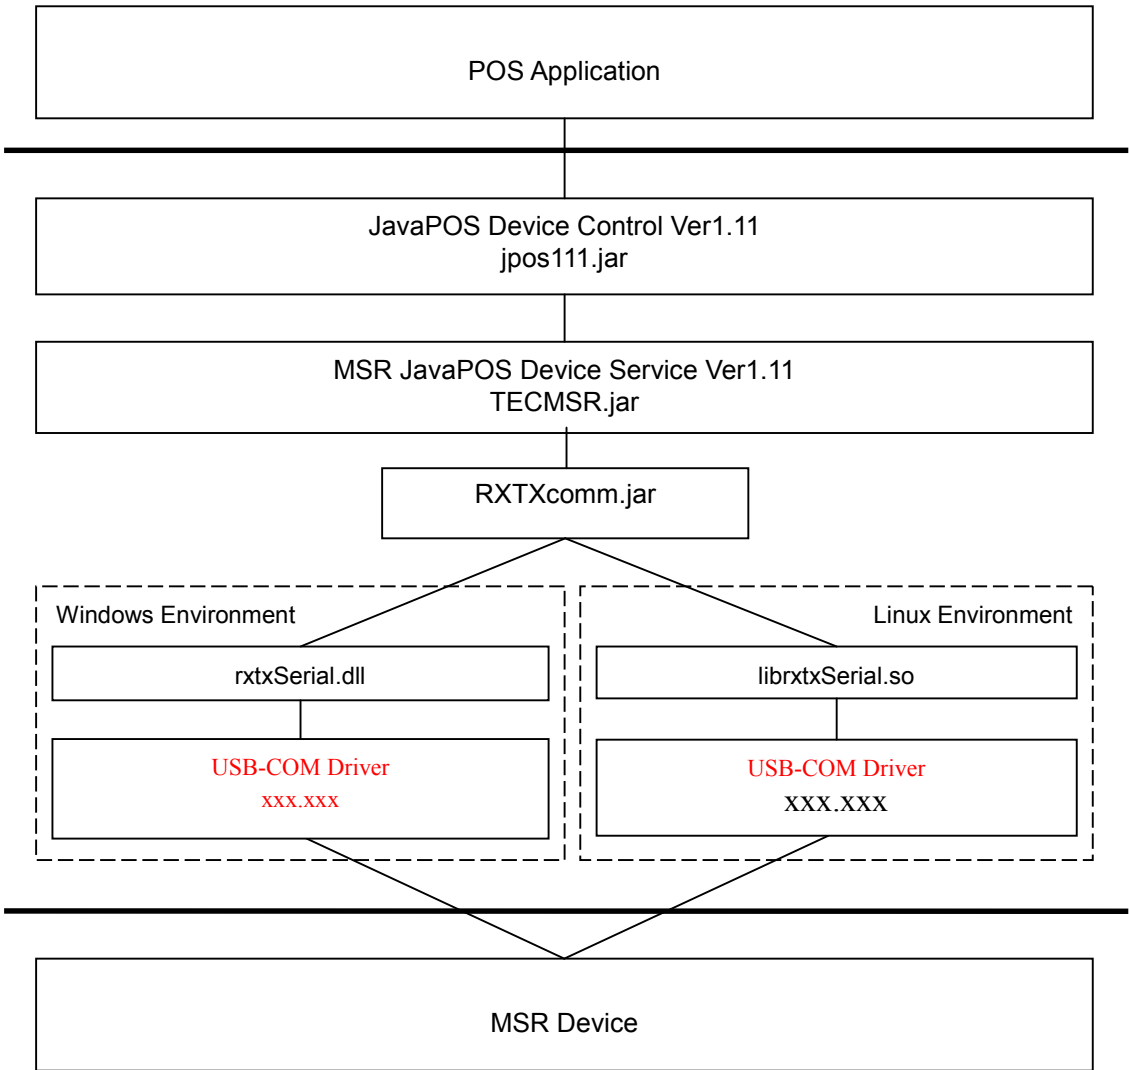 POS Application
JavaPOS Device Control Ver1.11
jpos111.jar
MSR JavaPOS Device Service Ver1.11
TECMSR.jar
RXTXcomm.jar
Windows Environment
rxtxSerial.dll
USB-COM Driver
xxx.xxx
Linux Environment
librxtxSerial.so
USB-COM Driver
xxx.xxx
MSR Device